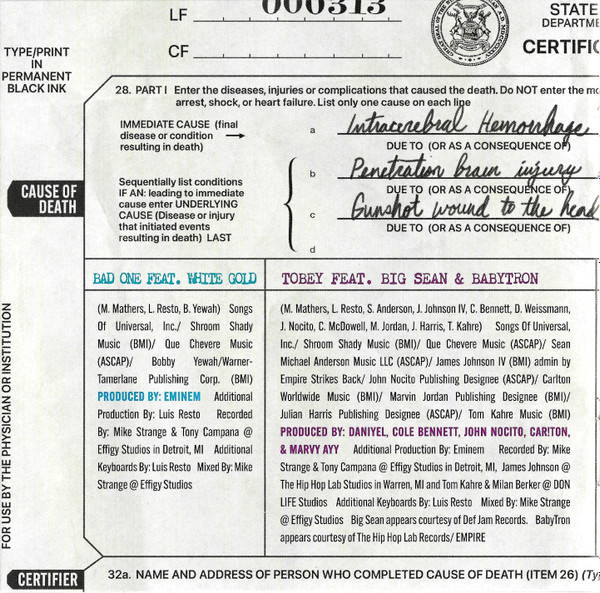 000313
LF
CF
STATE
DEPARTME
CERTIFIC
TYPE/PRINT
IN
PERMANENT
BLACK INK
28. PART I Enter the diseases, injuries or complications that caused the death. Do NOT enter the mo
arrest, shock, or heart failure. List only one cause on each line
IMMEDIATE CAUSE (final
disease or condition
resulting in death)
a Intracerebral Hemorrhage
DUE TO (OR AS A CONSEQUENCE OF)
b Penetration brain injury
DUE TO (OR AS A CONSEQUENCE OF)
c Gunshot wound to the head
DUE TO (OR AS A CONSEQUENCE OF)
d
Sequentially list conditions
IF AN: leading to immediate
cause enter UNDERLYING
CAUSE (Disease or injury
that initiated events
resulting in death) LAST
CAUSE OF
DEATH
FOR USE BY THE PHYSICIAN OR INSTITUTION
BAD ONE FEAT. WHITE GOLD
(M. Mathers, L. Resto, B. Yewah) Songs
Of Universal, Inc./ Shroom Shady
Music (BMI)/ Que Chevere Music
(ASCAP)/ Bobby Yewah/Warner-
Tamerlane Publishing Corp. (BMI)
PRODUCED BY: EMINEM Additional
Production By: Luis Resto Recorded
By: Mike Strange & Tony Campana @
Effigy Studios in Detroit, MI Additional
Keyboards By: Luis Resto Mixed By: Mike
Strange @ Effigy Studios
TOBEY FEAT. BIG SEAN & BABYTRON
(M. Mathers, L. Resto, S. Anderson, J. Johnson IV, C. Bennett, D. Weissmann,
J. Nocito, C. McDowell, M. Jordan, J. Harris, T. Kahre) Songs Of Universal,
Inc./ Shroom Shady Music (BMI)/ Que Chevere Music (ASCAP)/ Sean
Michael Anderson Music LLC (ASCAP)/ James Johnson IV (BMI) admin by
Empire Strikes Back/ John Nocito Publishing Designee (ASCAP)/ Carlton
Worldwide Music (BMI)/ Marvin Jordan Publishing Designee (BMI)/
Julian Harris Publishing Designee (ASCAP)/ Tom Kahre Music (BMI)
PRODUCED BY: DANIYEL, COLE BENNETT, JOHN NOCITO, CAR!TON,
& MARVY AYY Additional Production By: Eminem Recorded By: Mike
Strange & Tony Campana @ Effigy Studios in Detroit, MI, James Johnson @
The Hip Hop Lab Studios in Warren, MI and Tom Kahre & Milan Berker @ DON
LIFE Studios Additional Keyboards By: Luis Resto Mixed By: Mike Strange
@ Effigy Studios Big Sean appears courtesy of Def Jam Records. BabyTron
appears courtesy of The Hip Hop Lab Records/ EMPIRE
CERTIFIER
32a. NAME AND ADDRESS OF PERSON WHO COMPLETED CAUSE OF DEATH (ITEM 26) (Ty